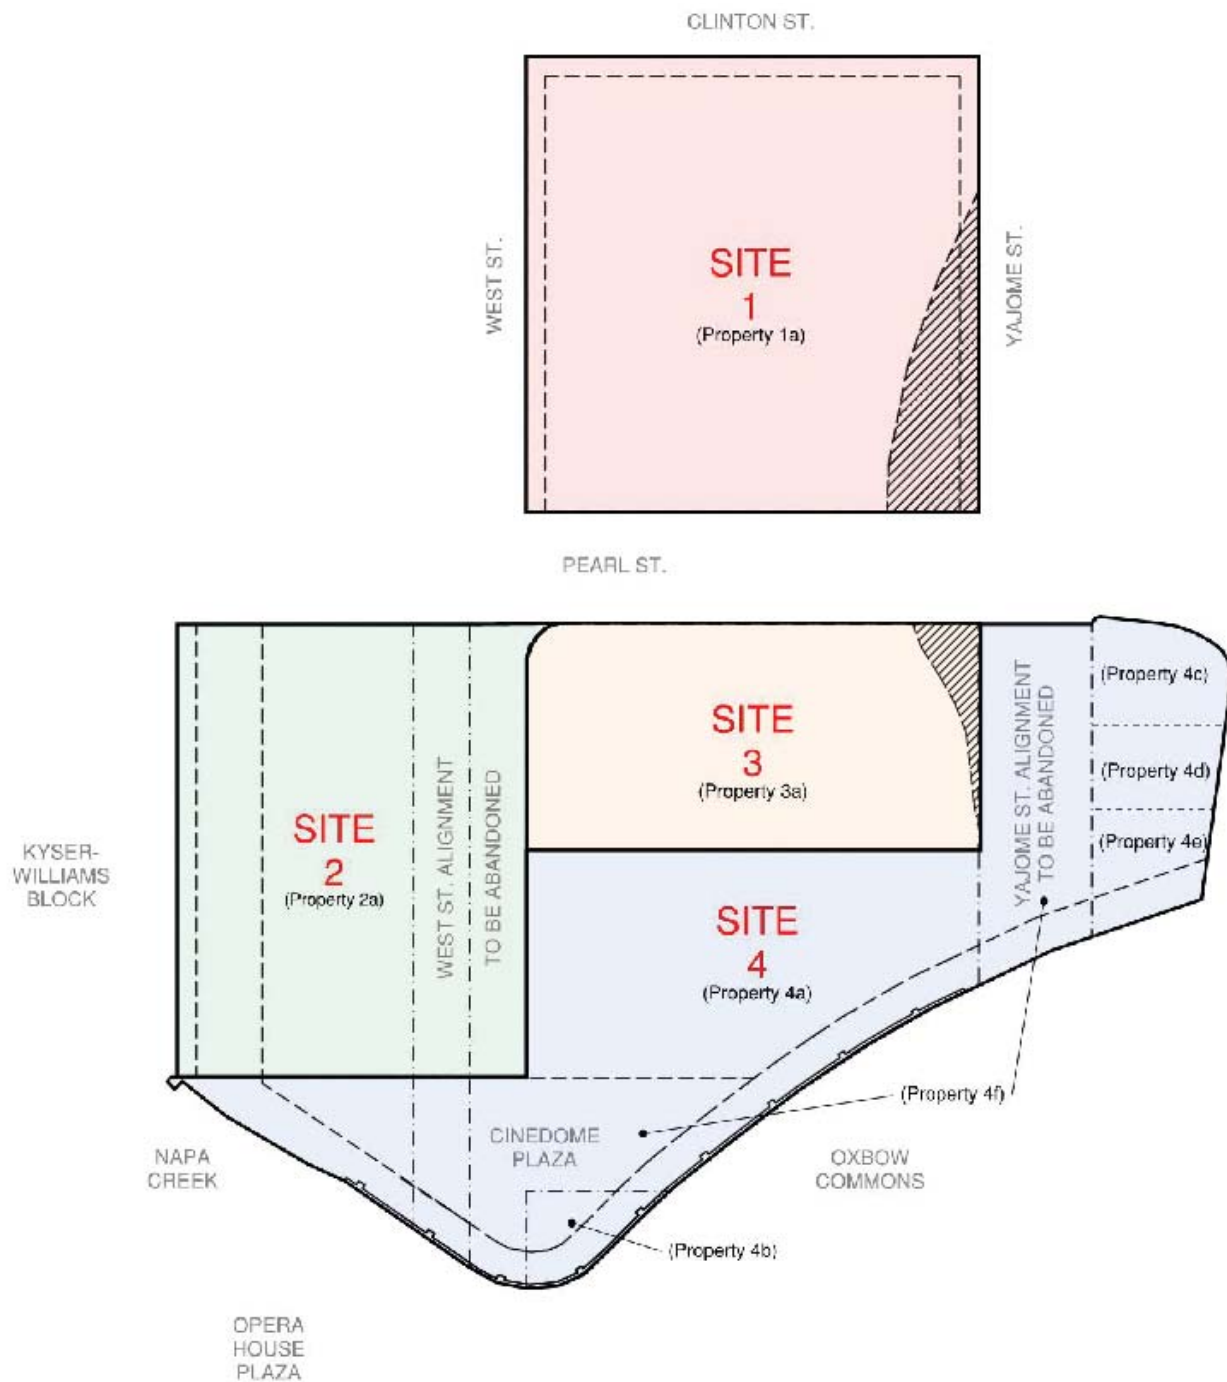 CLINTON ST.
WEST ST.
SITE
1
(Property 1a)
YAJOME ST.
PEARL ST.
KYSER-
WILLIAMS
BLOCK
SITE
2
(Property 2a)
WEST ST. ALIGNMENT
TO BE ABANDONED
SITE
3
(Property 3a)
YAJOME ST. ALIGNMENT
TO BE ABANDONED
(Property 4c)
(Property 4d)
(Property 4e)
SITE
4
(Property 4a)
(Property 4f)
CINEDOME
PLAZA
NAPA
CREEK
OXBOW
COMMONS
(Property 4b)
OPERA
HOUSE
PLAZA